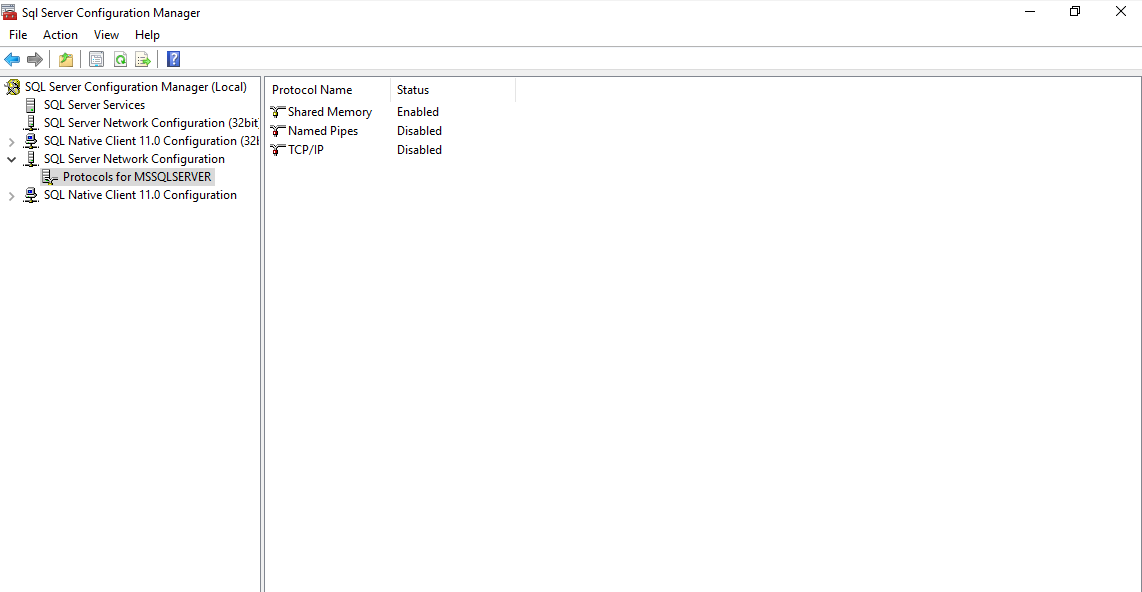 Sql Server Configuration Manager
File Action View Help
SQL Server Configuration Manager (Local)
SQL Server Services
SQL Server Network Configuration (32bit
SQL Native Client 11.0 Configuration (32
SQL Server Network Configuration
Protocols for MSSQLSERVER
SQL Native Client 11.0 Configuration
Protocol Name Status
Shared Memory Enabled
Named Pipes Disabled
TCP/IP Disabled